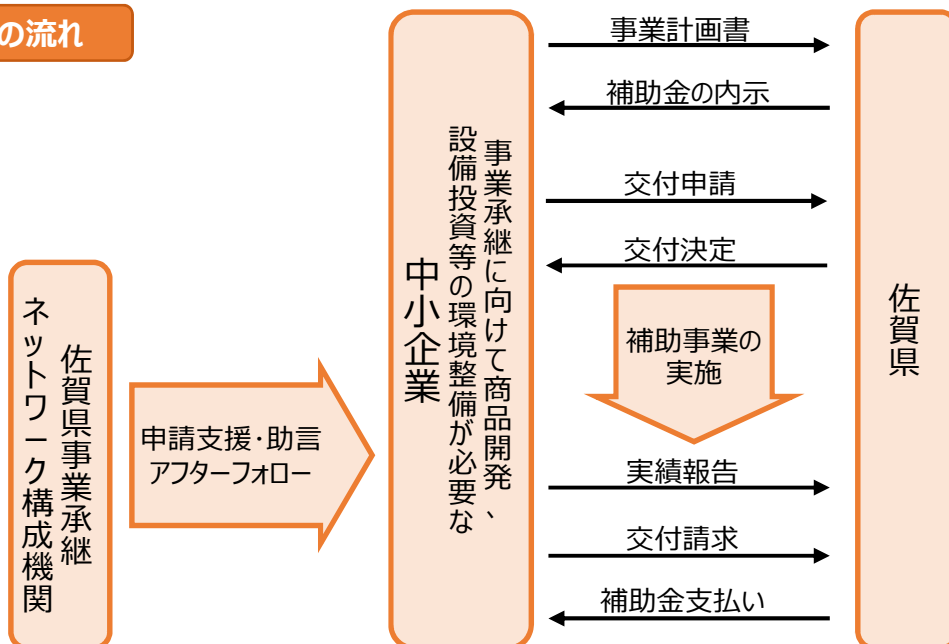 の流れ
事業計画書
補助金の内示
交付申請
交付決定
補助事業の
実施
実績報告
交付請求
補助金支払い
佐賀県
事業承継に向けて商品開発、
設備投資等の環境整備が必要な
中小企業
申請支援・助言
アフターフォロー
佐賀県事業承継
ネットワーク構成機関